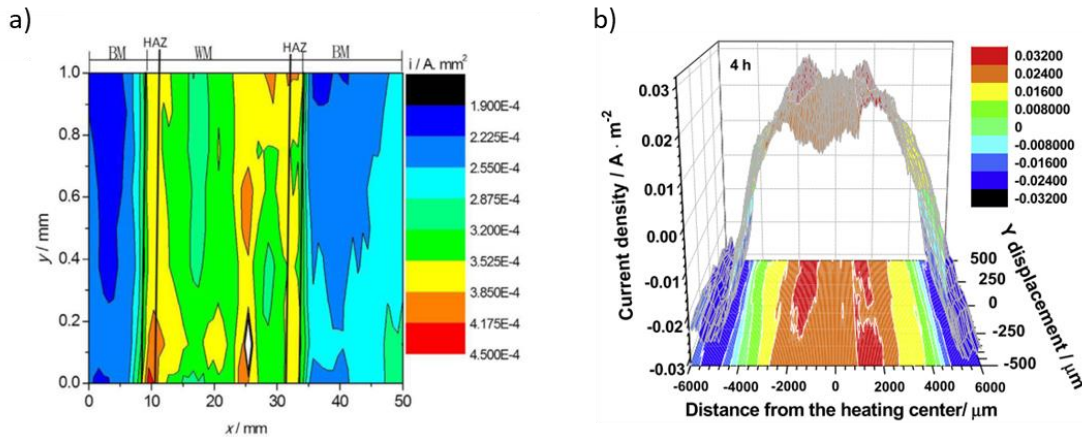 a)
BM HAZ WM HAZ BM
i / A. mm²
1.0
0.8
0.6
0.4
0.2
0.0
y / mm
0 10 20 30 40 50
x / mm
1.900E-4
2.225E-4
2.550E-4
2.875E-4
3.200E-4
3.525E-4
3.850E-4
4.175E-4
4.500E-4
b)
4 h
0.03
0.02
0.01
0.00
-0.01
-0.02
-0.03
Current density / A · m⁻²
-6000 -4000 -2000 0 2000 4000 6000
Distance from the heating center/ μm
500
250
0
-250
-500
Y displacement / μm
0.03200
0.02400
0.01600
0.008000
0
-0.008000
-0.01600
-0.02400
-0.03200